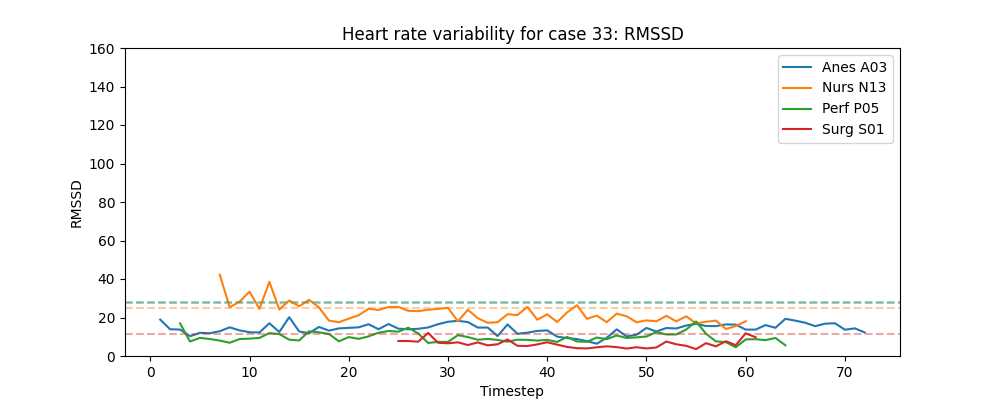 Heart rate variability for case 33: RMSSD
160
140
120
100
80
60
40
20
0
RMSSD
Anes A03
Nurs N13
Perf P05
Surg S01
0 10 20 30 40 50 60 70
Timestep